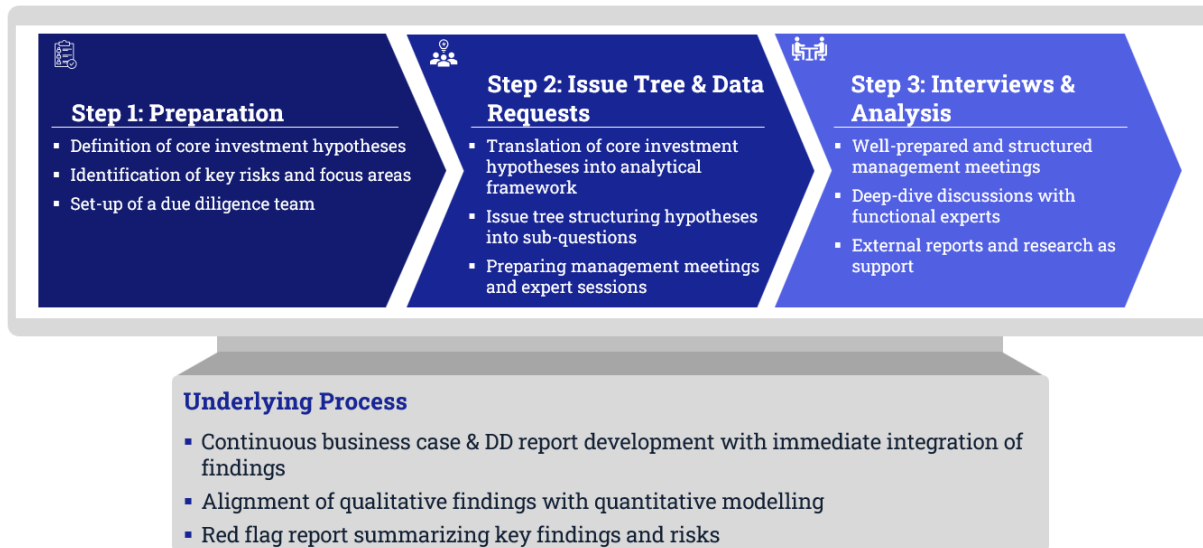 Step 1: Preparation
▪ Definition of core investment hypotheses
▪ Identification of key risks and focus areas
▪ Set-up of a due diligence team
Step 2: Issue Tree & Data
Requests
▪ Translation of core investment
hypotheses into analytical
framework
▪ Issue tree structuring hypotheses
into sub-questions
▪ Preparing management meetings
and expert sessions
Step 3: Interviews &
Analysis
▪ Well-prepared and structured
management meetings
▪ Deep-dive discussions with
functional experts
▪ External reports and research as
support
Underlying Process
▪ Continuous business case & DD report development with immediate integration of
findings
▪ Alignment of qualitative findings with quantitative modelling
▪ Red flag report summarizing key findings and risks